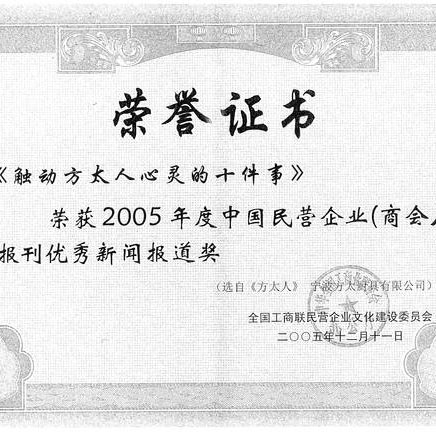 荣誉证书
《触动方太人心灵的十件事》
荣获2005年度中国民营企业(商会
报刊优秀新闻报道奖
(选自《方太人》 宁波方太厨具有限公司)
全国工商联民营企业文化建设委员会
二〇〇五年十二月十一日